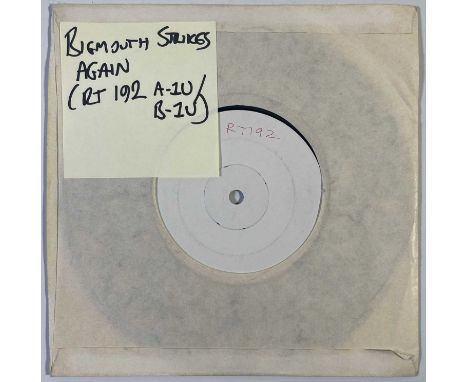 BIGMOUTH STRIKES
AGAIN
(RT 192 A-1U/
B-1U)
RT192